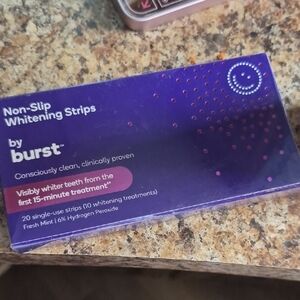 Non-Slip
Whitening Strips
by
burst™
Consciously clean, clinically proven
Visibly whiter teeth from the
first 15-minute treatment**
20 single-use strips (10 whitening treatments)
Fresh Mint | 6% Hydrogen Peroxide